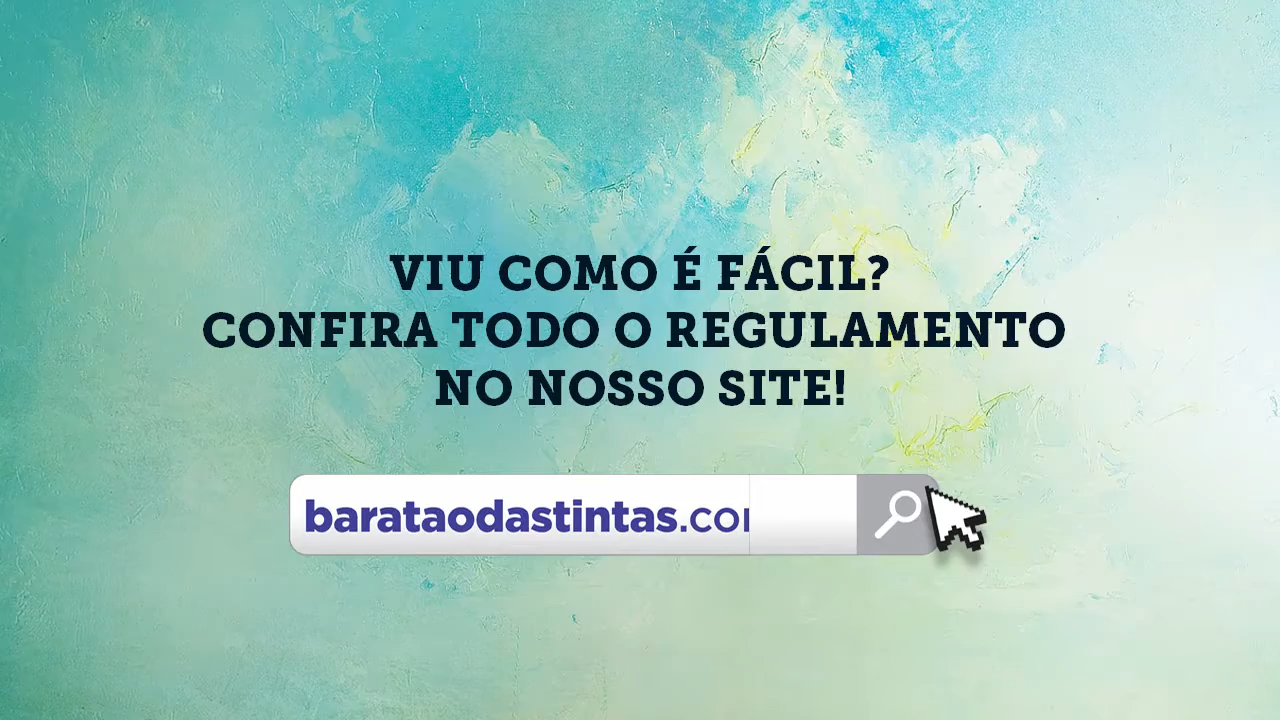 VIU COMO É FÁCIL?
CONFIRA TODO O REGULAMENTO
NO NOSSO SITE!
barataodastintas.co